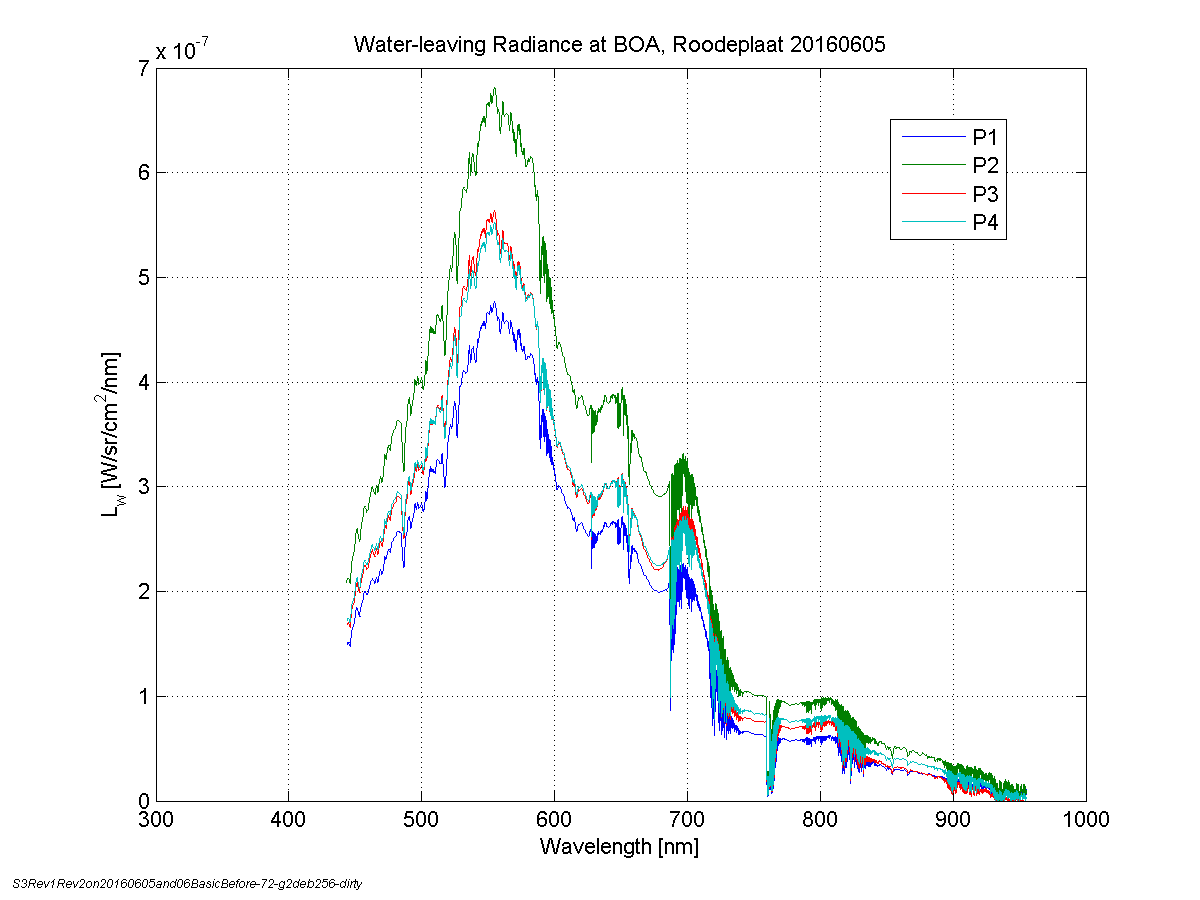 Water-leaving Radiance at BOA, Roodeplaat 20160605
x 10-7
7
6
5
4
3
2
1
0
300 400 500 600 700 800 900 1000
Wavelength [nm]
LW [W/sr/cm2/nm]
P1
P2
P3
P4
S3Rev1Rev2on20160605and06BasicBefore-72-g2deb256-dirty